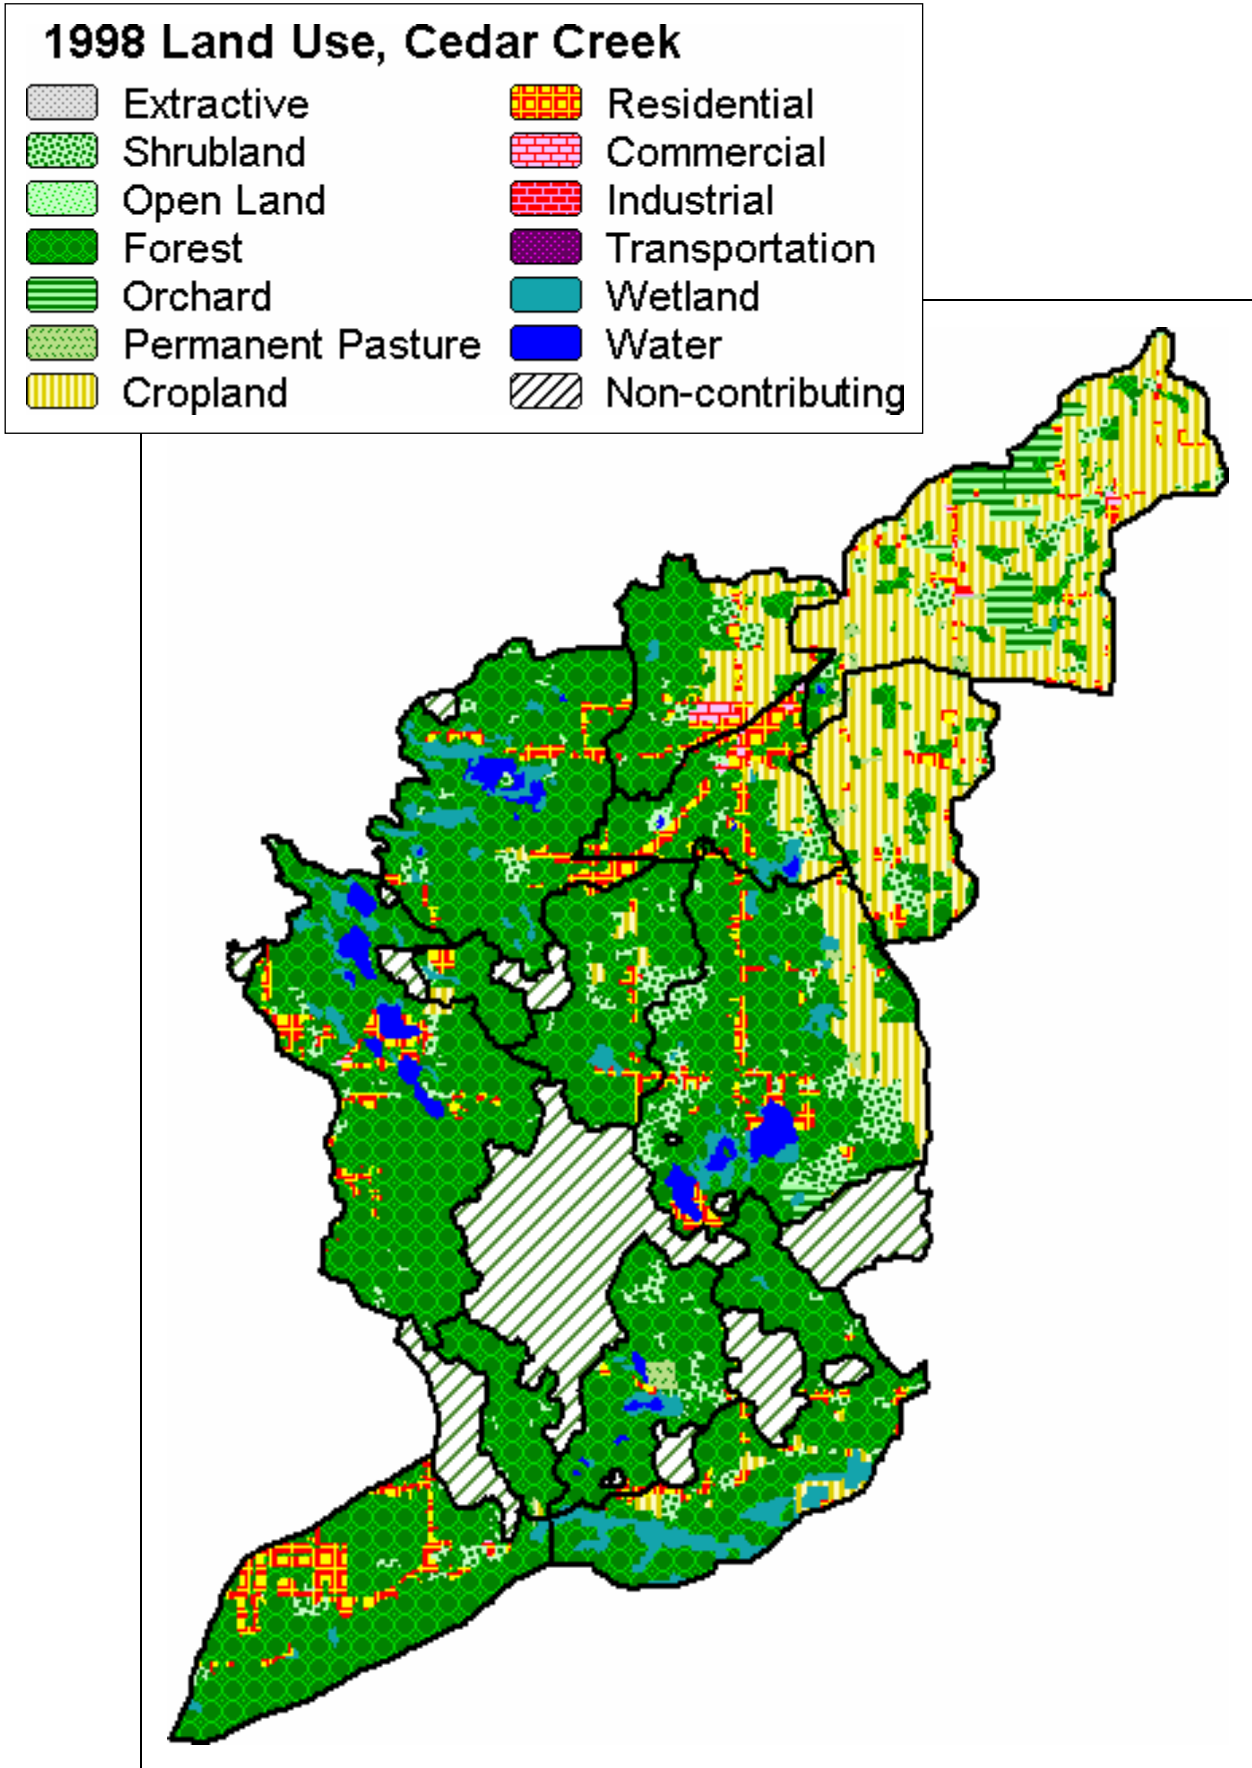 1998 Land Use, Cedar Creek
Extractive
Shrubland
Open Land
Forest
Orchard
Permanent Pasture
Cropland
Residential
Commercial
Industrial
Transportation
Wetland
Water
Non-contributing